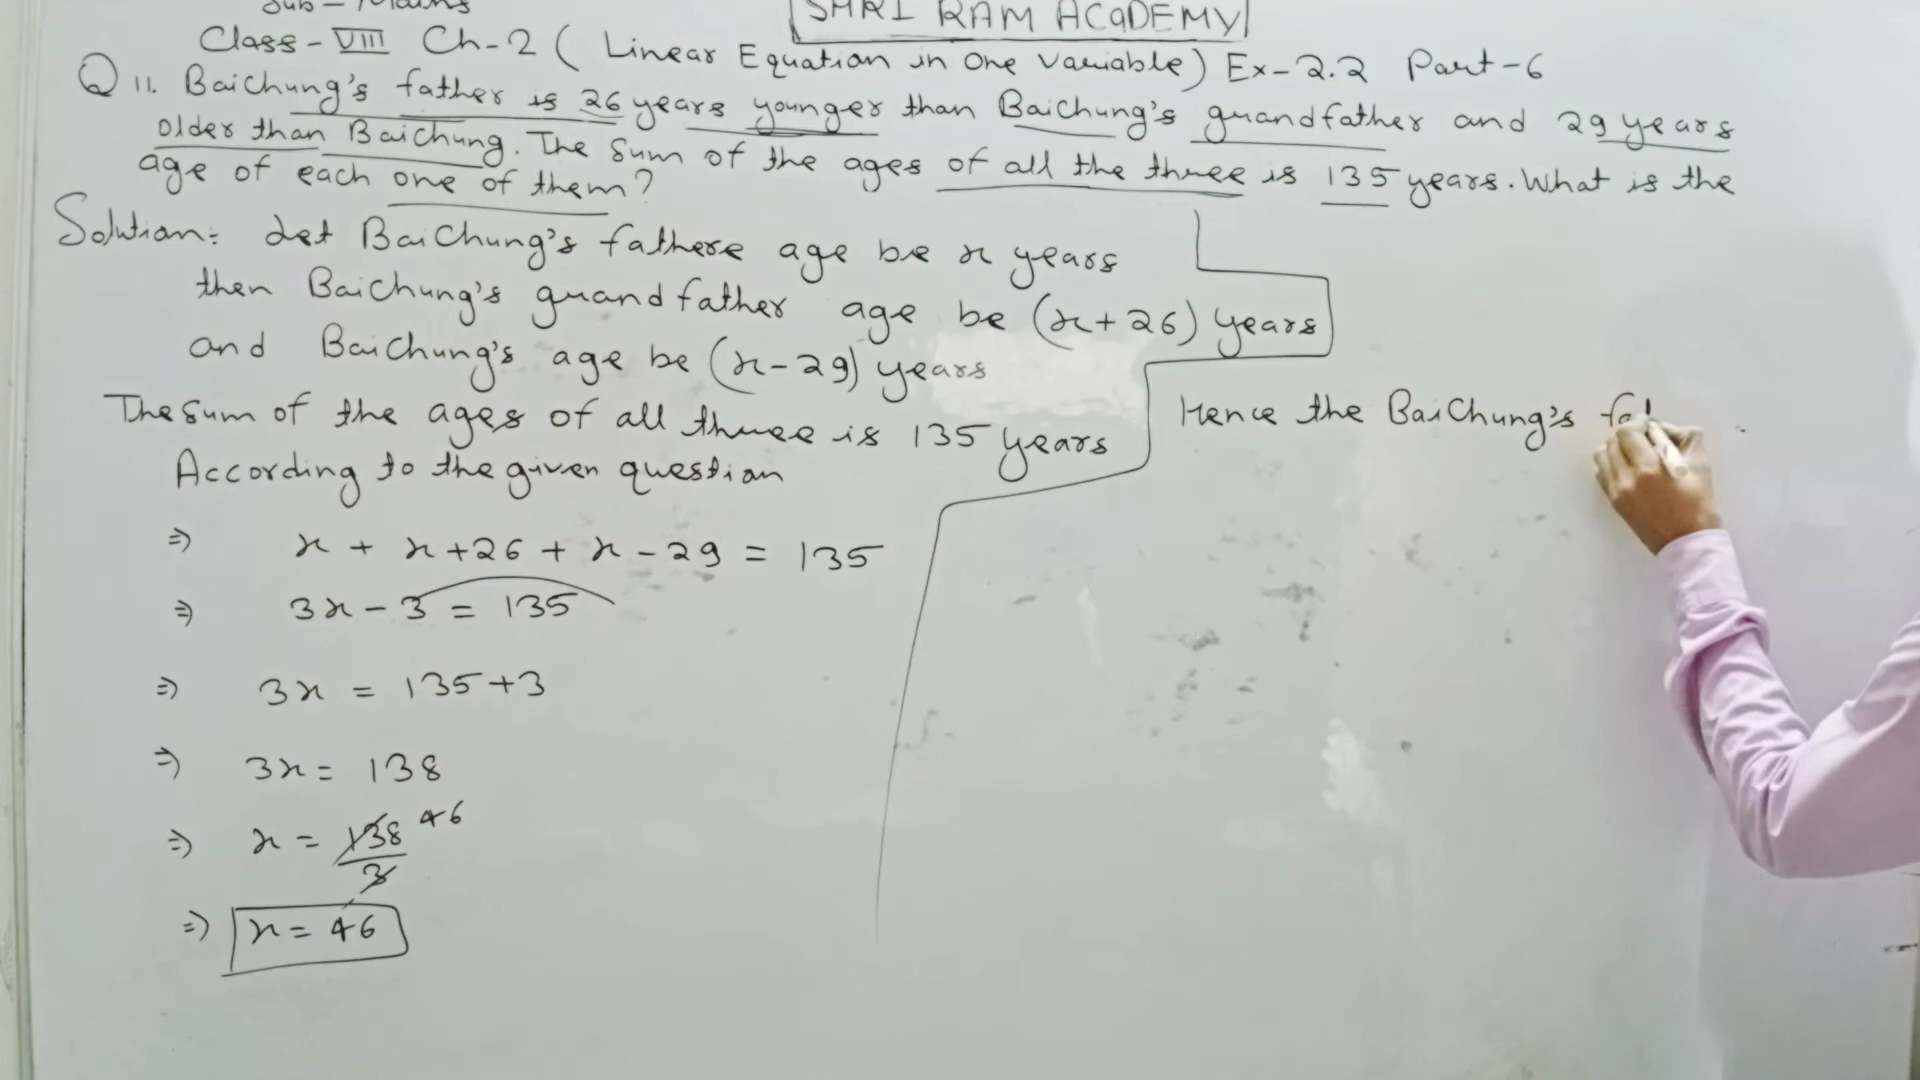 Sub - Maths
SHRI RAM ACADEMY
Class - VIII Ch-2 ( Linear Equation in One Variable) Ex-2.2 Part-6
Q 11. BaiChung's father is 26 years younger than BaiChung's grandfather and 29 years
older than BaiChung. The Sum of the ages of all the three is 135 years. What is the
age of each one of them?
Solution:- Let BaiChung's fathere age be x years
then BaiChung's grandfather age be (x+26) years
and BaiChung's age be (x-29) years
The Sum of the ages of all three is 135 years
According to the given question
⇒ x + x+26 + x - 29 = 135
⇒ 3x - 3 = 135
⇒ 3x = 135+3
⇒ 3x = 138
⇒ x = 138/3 46
⇒ x = 46
Hence the BaiChung's